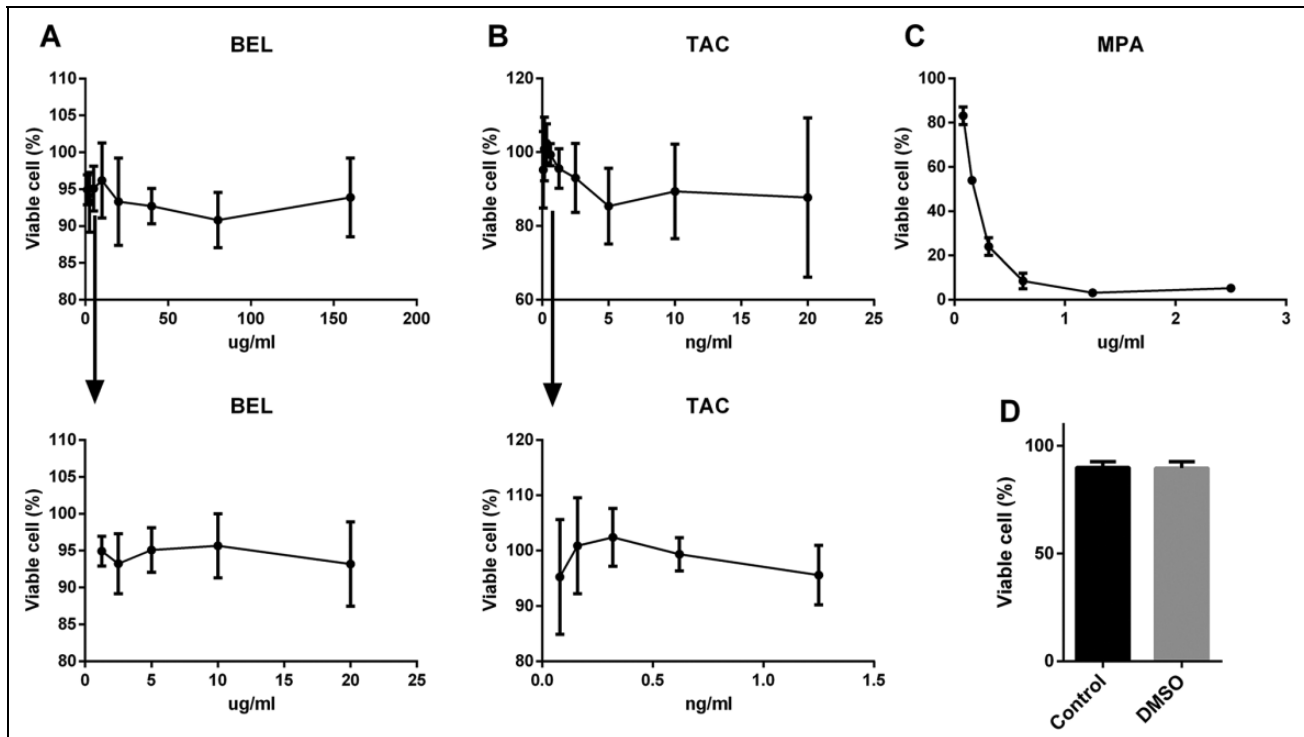 A
BEL
Viable cell (%)
110
105
100
95
90
85
80
0
50
100
150
200
ug/ml
B
TAC
Viable cell (%)
120
100
80
60
0
5
10
15
20
25
ng/ml
C
MPA
Viable cell (%)
100
80
60
40
20
0
0
1
2
3
ug/ml
BEL
Viable cell (%)
110
105
100
95
90
85
80
0
5
10
15
20
25
ug/ml
TAC
Viable cell (%)
120
110
100
90
80
0.0
0.5
1.0
1.5
ng/ml
D
Viable cell (%)
100
50
0
Control
DMSO